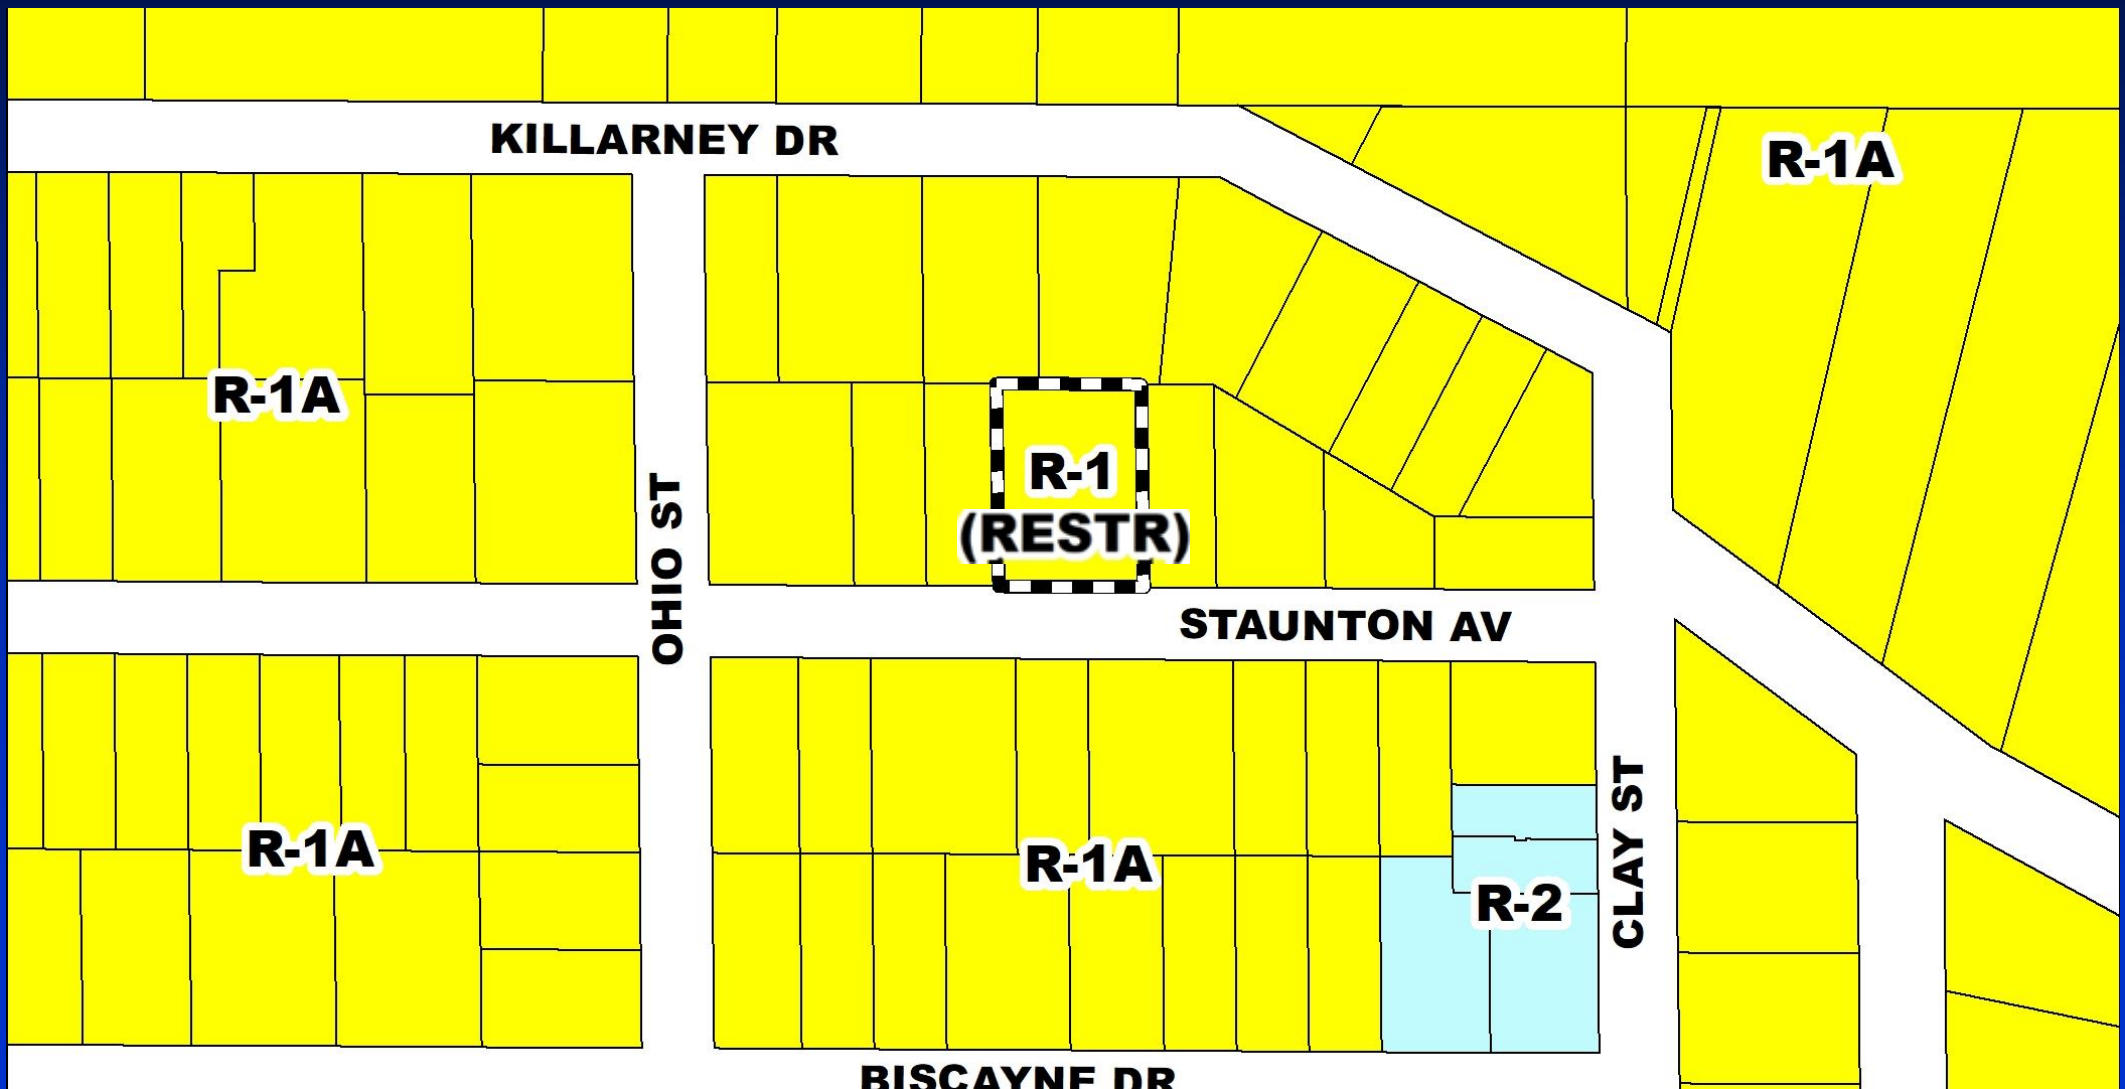 KILLARNEY DR
R-1A
R-1A
R-1
(RESTR)
OHIO ST
STAUNTON AV
R-1A
R-1A
R-2
CLAY ST
BISCAYNE DR